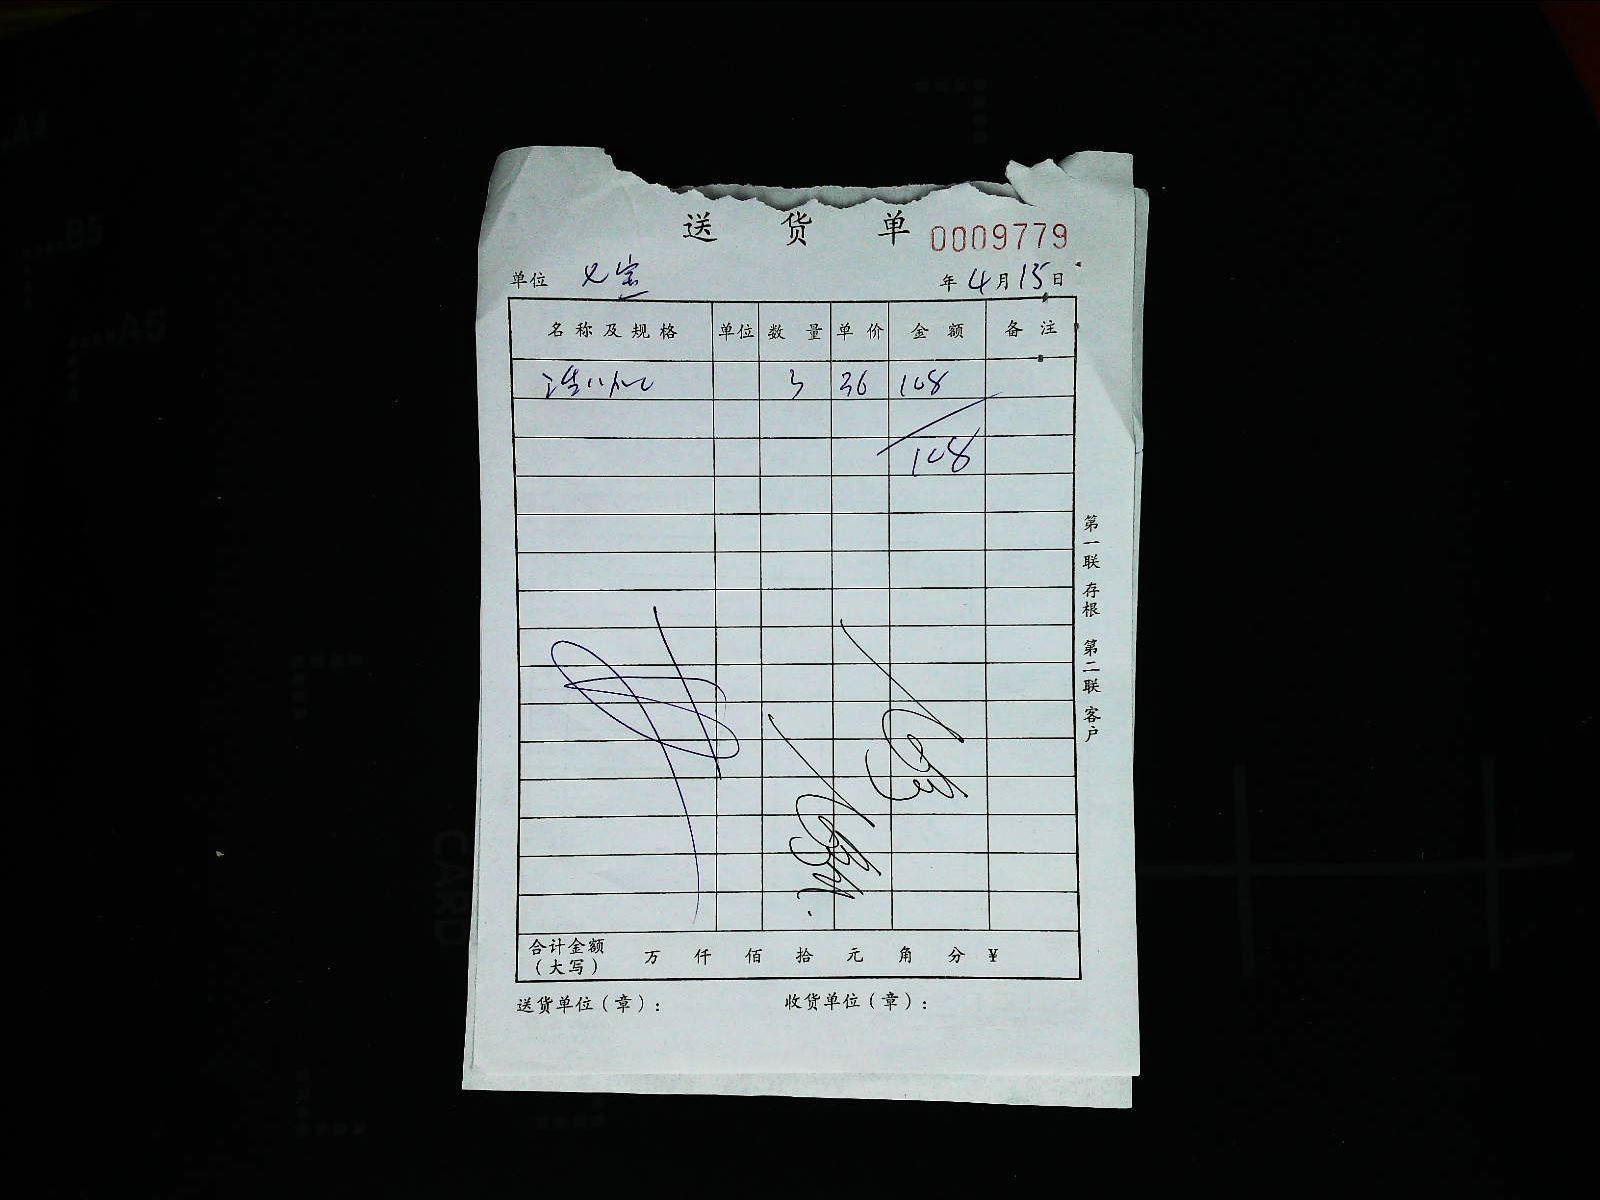 送货单 0009779
单位 年 4 月 15 日
名称及规格 单位 数量 单价 金额 备注
3 36 108
108
第一联 存根 第二联 客户
合计金额 (大写) 万 仟 佰 拾 元 角 分 ¥
送货单位(章): 收货单位(章):
B5
A5
CARD